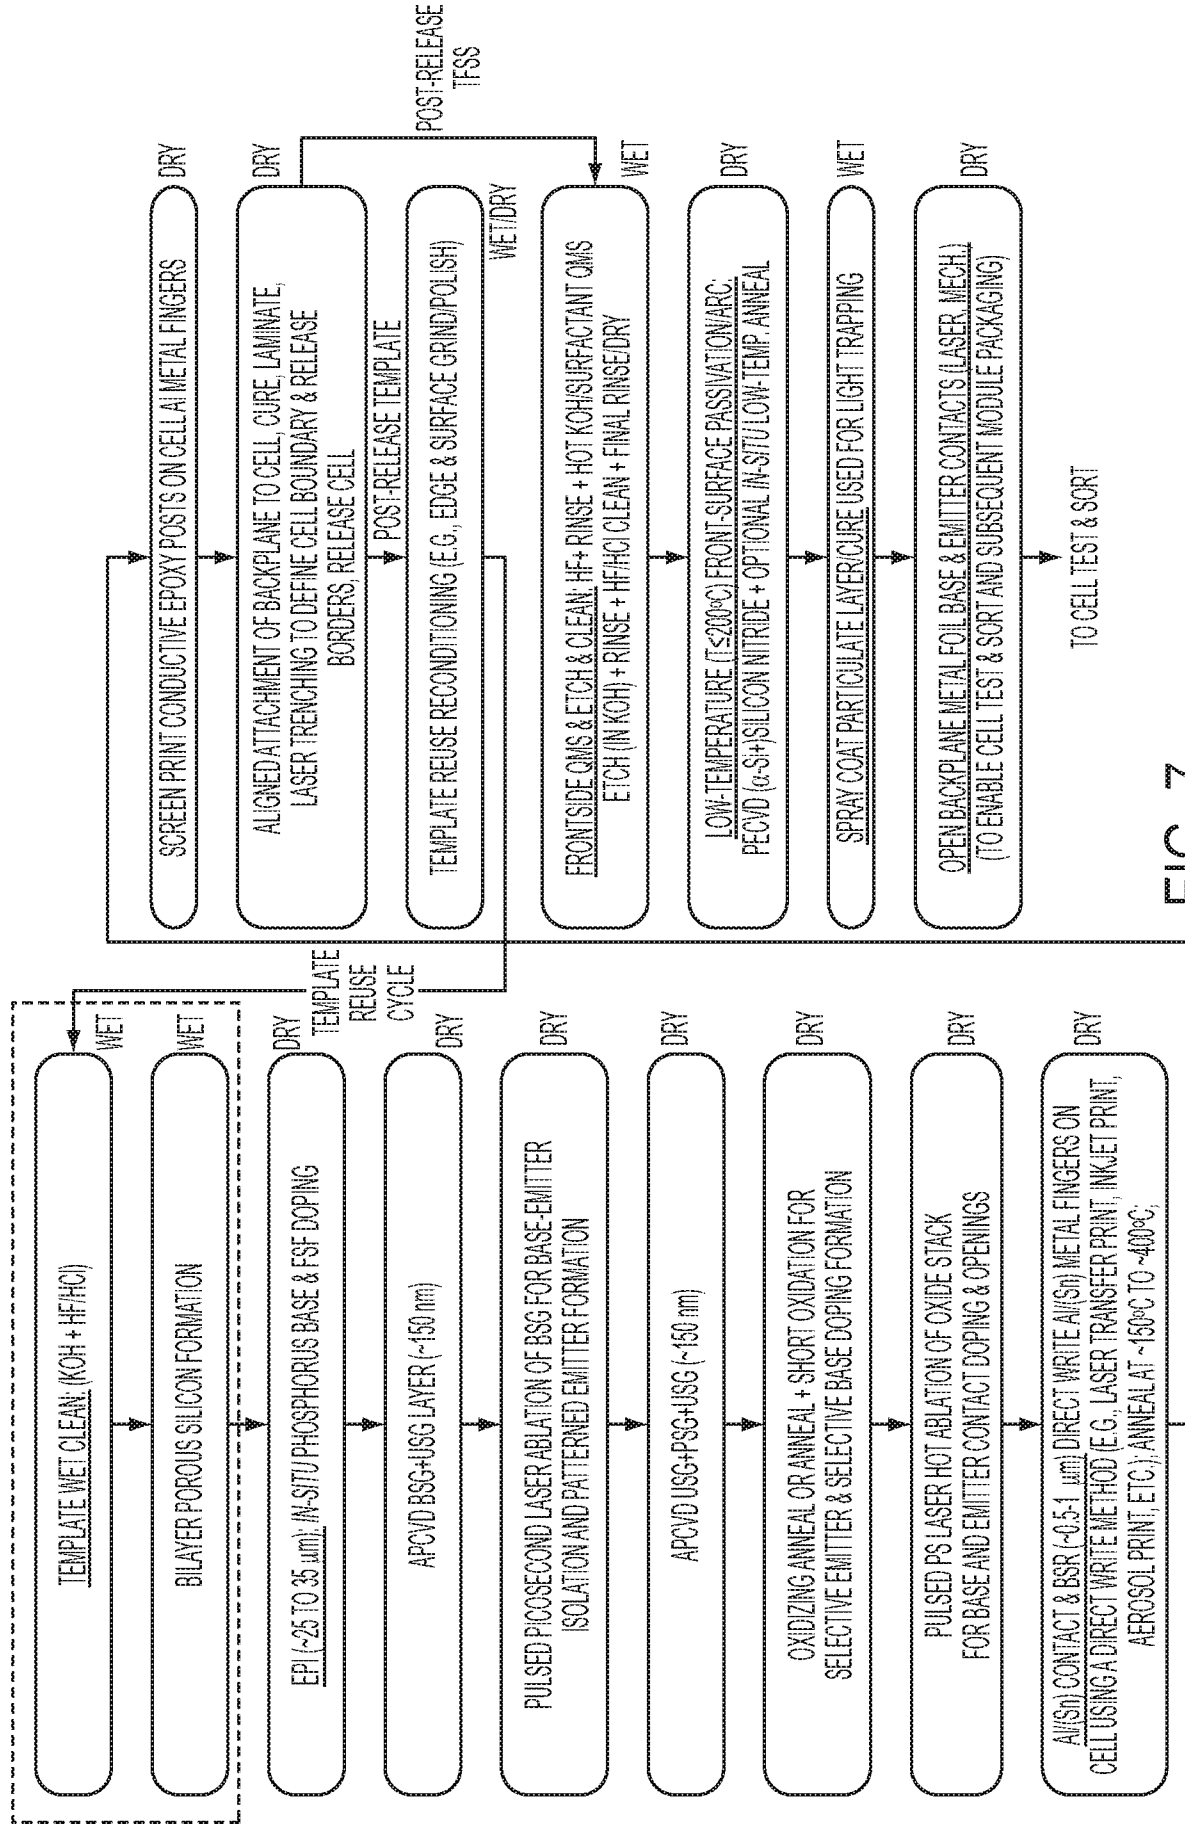 TEMPLATE WET CLEAN: (KOH + HF/HCl)
WET
BILAYER POROUS SILICON FORMATION
WET
EPI (~25 TO 35 µm): IN-SITU PHOSPHORUS BASE & FSF DOPING
DRY
APCVD BSG+USG LAYER (~150 nm)
DRY
PULSED PICOSECOND LASER ABLATION OF BSG FOR BASE-EMITTER
ISOLATION AND PATTERNED EMITTER FORMATION
DRY
APCVD USG+PSG+USG (~150 nm)
DRY
OXIDIZING ANNEAL OR ANNEAL + SHORT OXIDATION FOR
SELECTIVE EMITTER & SELECTIVE BASE DOPING FORMATION
DRY
PULSED PS LASER HOT ABLATION OF OXIDE STACK
FOR BASE AND EMITTER CONTACT DOPING & OPENINGS
DRY
Al/(Sn) CONTACT & BSR (~0.5-1 µm) DIRECT WRITE Al/(Sn) METAL FINGERS ON
CELL USING A DIRECT WRITE METHOD (E.G. LASER TRANSFER PRINT, INKJET PRINT,
AEROSOL PRINT, ETC.), ANNEAL AT ~150ºC TO ~400ºC;
DRY
TEMPLATE
REUSE
CYCLE
SCREEN PRINT CONDUCTIVE EPOXY POSTS ON CELL Al METAL FINGERS
DRY
ALIGNED ATTACHMENT OF BACKPLANE TO CELL, CURE, LAMINATE,
LASER TRENCHING TO DEFINE CELL BOUNDARY & RELEASE
BORDERS, RELEASE CELL
DRY
POST-RELEASE TEMPLATE
POST-RELEASE
TFSS
TEMPLATE REUSE RECONDITIONING (E.G., EDGE & SURFACE GRIND/POLISH)
WET/DRY
FRONTSIDE QMS & ETCH & CLEAN: HF+ RINSE + HOT KOH/SURFACTANT QMS
ETCH (IN KOH) + RINSE + HF/HCl CLEAN + FINAL RINSE/DRY
WET
LOW-TEMPERATURE (T≤200ºC) FRONT-SURFACE PASSIVATION/ARC:
PECVD (α-Si+)SILICON NITRIDE + OPTIONAL IN-SITU LOW-TEMP. ANNEAL
DRY
SPRAY COAT PARTICULATE LAYER/CURE USED FOR LIGHT TRAPPING
WET
OPEN BACKPLANE METAL FOIL BASE & EMITTER CONTACTS (LASER, MECH.)
(TO ENABLE CELL TEST & SORT AND SUBSEQUENT MODULE PACKAGING)
DRY
TO CELL TEST & SORT
FIG. 7